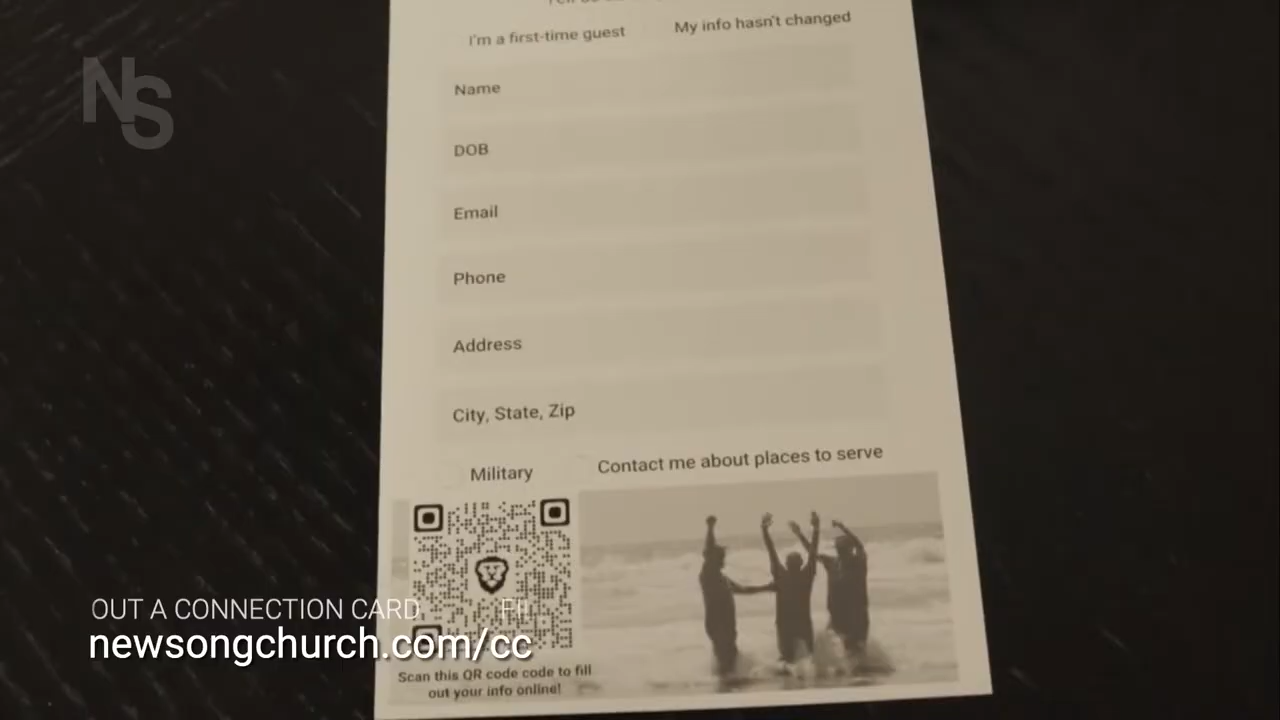 I'm a first-time guest
My info hasn't changed
NS
Name
DOB
Email
Phone
Address
City, State, Zip
Military
Contact me about places to serve
OUT A CONNECTION CARD
newsongchurch.com/cc
Scan this QR code code to fill
out your info online!